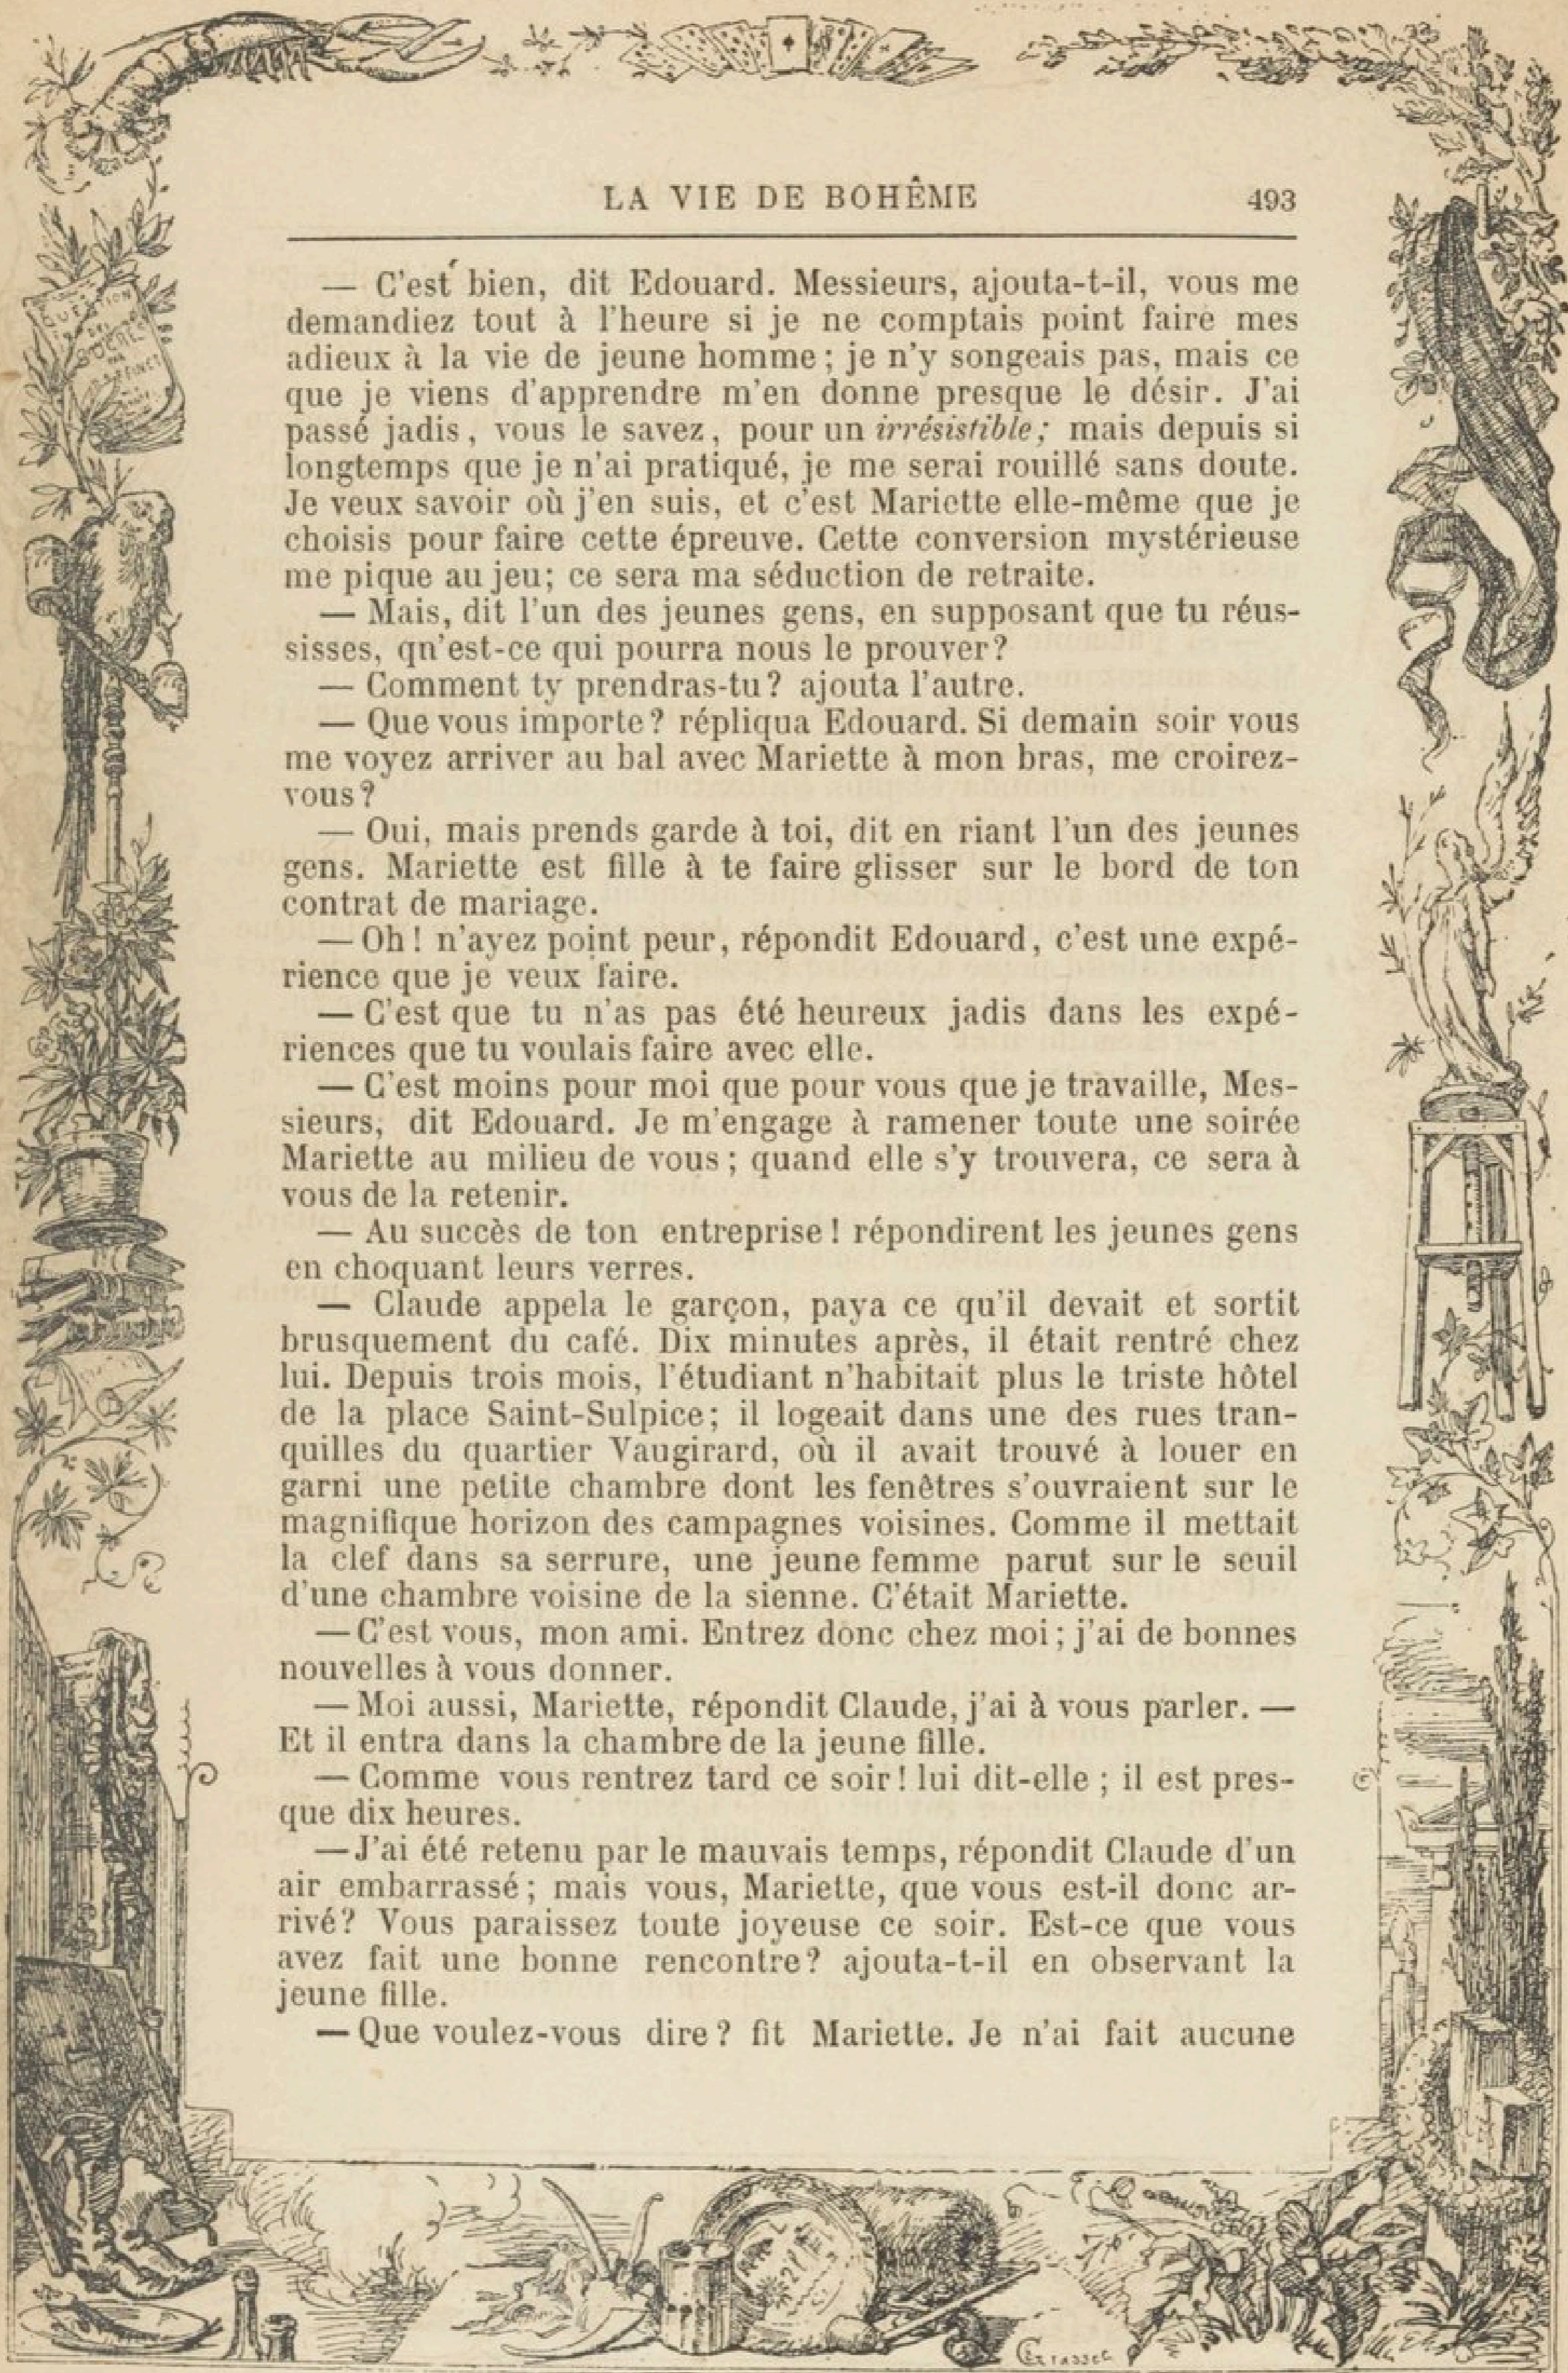 LA VIE DE BOHÊME 493
— C'est bien, dit Edouard. Messieurs, ajouta-t-il, vous me
demandiez tout à l'heure si je ne comptais point faire mes
adieux à la vie de jeune homme ; je n'y songeais pas, mais ce
que je viens d'apprendre m'en donne presque le désir. J'ai
passé jadis, vous le savez, pour un irrésistible ; mais depuis si
longtemps que je n'ai pratiqué, je me serai rouillé sans doute.
Je veux savoir où j'en suis, et c'est Mariette elle-même que je
choisis pour faire cette épreuve. Cette conversion mystérieuse
me pique au jeu ; ce sera ma séduction de retraite.
— Mais, dit l'un des jeunes gens, en supposant que tu réus-
sisses, qn'est-ce qui pourra nous le prouver ?
— Comment ty prendras-tu ? ajouta l'autre.
— Que vous importe ? répliqua Edouard. Si demain soir vous
me voyez arriver au bal avec Mariette à mon bras, me croirez-
vous ?
— Oui, mais prends garde à toi, dit en riant l'un des jeunes
gens. Mariette est fille à te faire glisser sur le bord de ton
contrat de mariage.
— Oh ! n'ayez point peur, répondit Edouard, c'est une expé-
rience que je veux faire.
— C'est que tu n'as pas été heureux jadis dans les expé-
riences que tu voulais faire avec elle.
— C'est moins pour moi que pour vous que je travaille, Mes-
sieurs, dit Edouard. Je m'engage à ramener toute une soirée
Mariette au milieu de vous ; quand elle s'y trouvera, ce sera à
vous de la retenir.
— Au succès de ton entreprise ! répondirent les jeunes gens
en choquant leurs verres.
— Claude appela le garçon, paya ce qu'il devait et sortit
brusquement du café. Dix minutes après, il était rentré chez
lui. Depuis trois mois, l'étudiant n'habitait plus le triste hôtel
de la place Saint-Sulpice ; il logeait dans une des rues tran-
quilles du quartier Vaugirard, où il avait trouvé à louer en
garni une petite chambre dont les fenêtres s'ouvraient sur le
magnifique horizon des campagnes voisines. Comme il mettait
la clef dans sa serrure, une jeune femme parut sur le seuil
d'une chambre voisine de la sienne. C'était Mariette.
— C'est vous, mon ami. Entrez donc chez moi ; j'ai de bonnes
nouvelles à vous donner.
— Moi aussi, Mariette, répondit Claude, j'ai à vous parler. —
Et il entra dans la chambre de la jeune fille.
— Comme vous rentrez tard ce soir ! lui dit-elle ; il est pres-
que dix heures.
— J'ai été retenu par le mauvais temps, répondit Claude d'un
air embarrassé ; mais vous, Mariette, que vous est-il donc ar-
rivé ? Vous paraissez toute joyeuse ce soir. Est-ce que vous
avez fait une bonne rencontre ? ajouta-t-il en observant la
jeune fille.
— Que voulez-vous dire ? fit Mariette. Je n'ai fait aucune